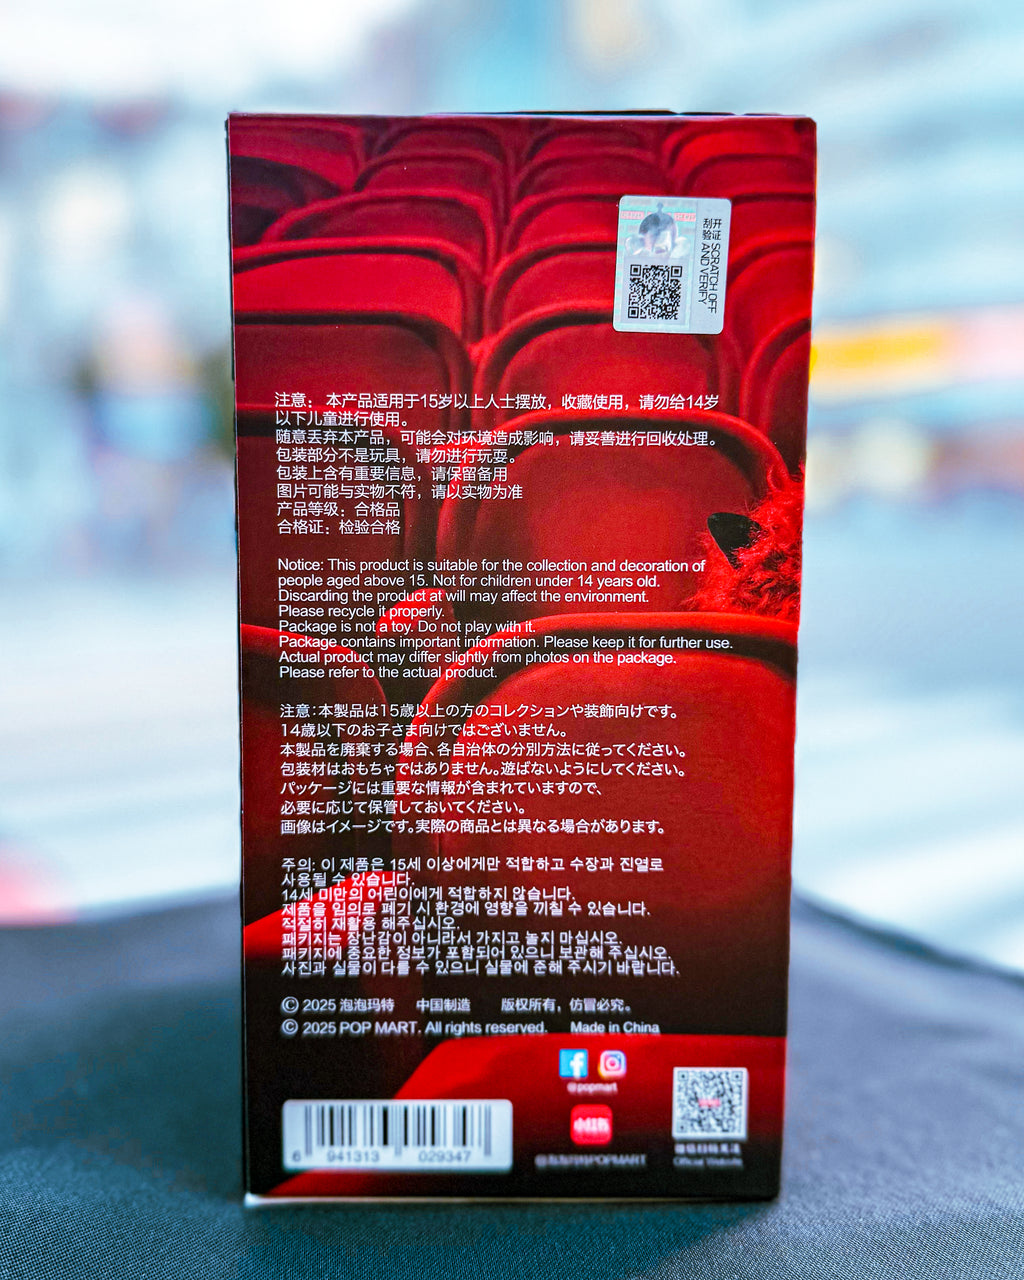 刮开
验证
SCRATCH OFF
AND VERIFY
注意： 本产品适用于15岁以上人士摆放，收藏使用，请勿给14岁
以下儿童进行使用。
随意丢弃本产品，可能会对环境造成影响，请妥善进行回收处理。
包装部分不是玩具，请勿进行玩耍。
包装上含有重要信息，请保留备用
图片可能与实物不符，请以实物为准
产品等级：合格品
合格证：检验合格
Notice: This product is suitable for the collection and decoration of
people aged above 15. Not for children under 14 years old.
Discarding the product at will may affect the environment.
Please recycle it properly.
Package is not a toy. Do not play with it.
Package contains important information. Please keep it for further use.
Actual product may differ slightly from photos on the package.
Please refer to the actual product.
注意：本製品は15歳以上の方のコレクションや装飾向けです。
14歳以下のお子さま向けではございません。
本製品を廃棄する場合、各自治体の分別方法に従ってください。
包装材はおもちゃではありません。遊ばないようにしてください。
パッケージには重要な情報が含まれていますので、
必要に応じて保管しておいてください。
画像はイメージです。実際の商品とは異なる場合があります。
주의: 이 제품은 15세 이상에게만 적합하고 수장과 진열로
사용될 수 있습니다.
14세 미만의 어린이에게 적합하지 않습니다.
제품을 임의로 폐기 시 환경에 영향을 끼칠 수 있습니다.
적절히 재활용 해주십시오.
패키지는 장난감이 아니라서 가지고 놀지 마십시오.
패키지에 중요한 정보가 포함되어 있으니 보관해 주십시오.
사진과 실물이 다를 수 있으니 실물에 준해 주시기 바랍니다.
© 2025 泡泡玛特 中国制造 版权所有，仿冒必究。
© 2025 POP MART. All rights reserved. Made in China
@popmart
小红书
@泡泡玛特POPMART
Official Website
6 941313 029347